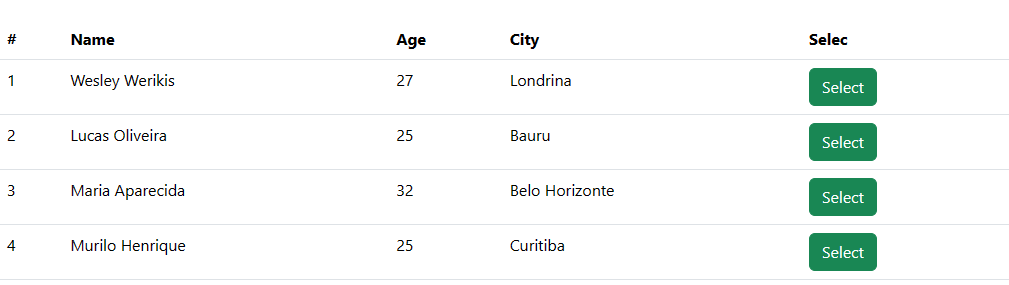 # Name Age City Selec
1 Wesley Werikis 27 Londrina Select
2 Lucas Oliveira 25 Bauru Select
3 Maria Aparecida 32 Belo Horizonte Select
4 Murilo Henrique 25 Curitiba Select